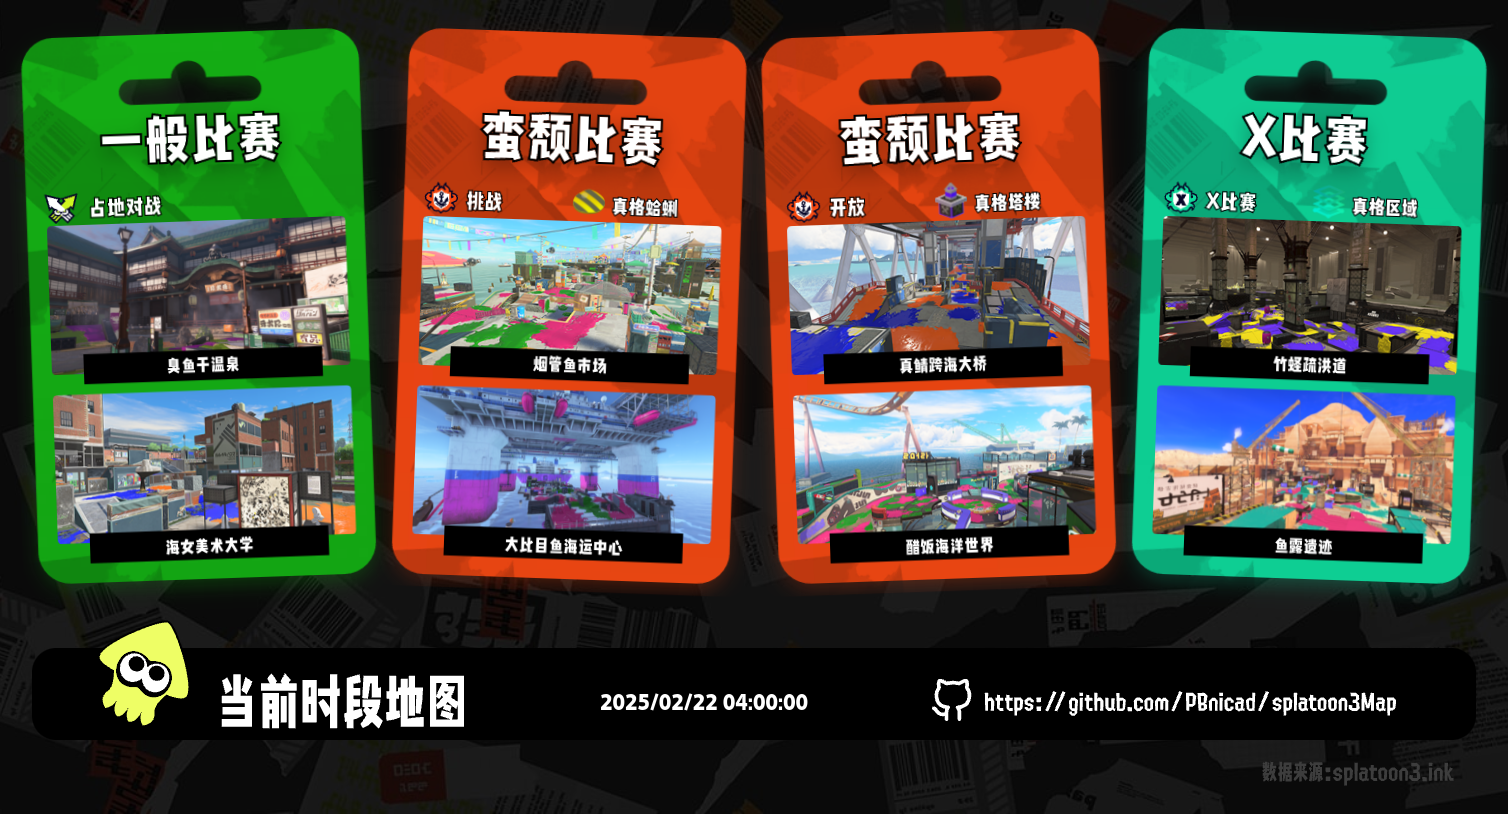 一般比赛
占地对战
臭鱼干温泉
海女美术大学
蛮颓比赛
挑战
真格蛤蜊
烟管鱼市场
大比目鱼海运中心
蛮颓比赛
开放
真格塔楼
真鲭跨海大桥
醋饭海洋世界
X比赛
X比赛
真格区域
竹蛏疏洪道
鱼露遗迹
当前时段地图
2025/02/22 04:00:00
https://github.com/PBnicad/splatoon3Map
数据来源:splatoon3.ink